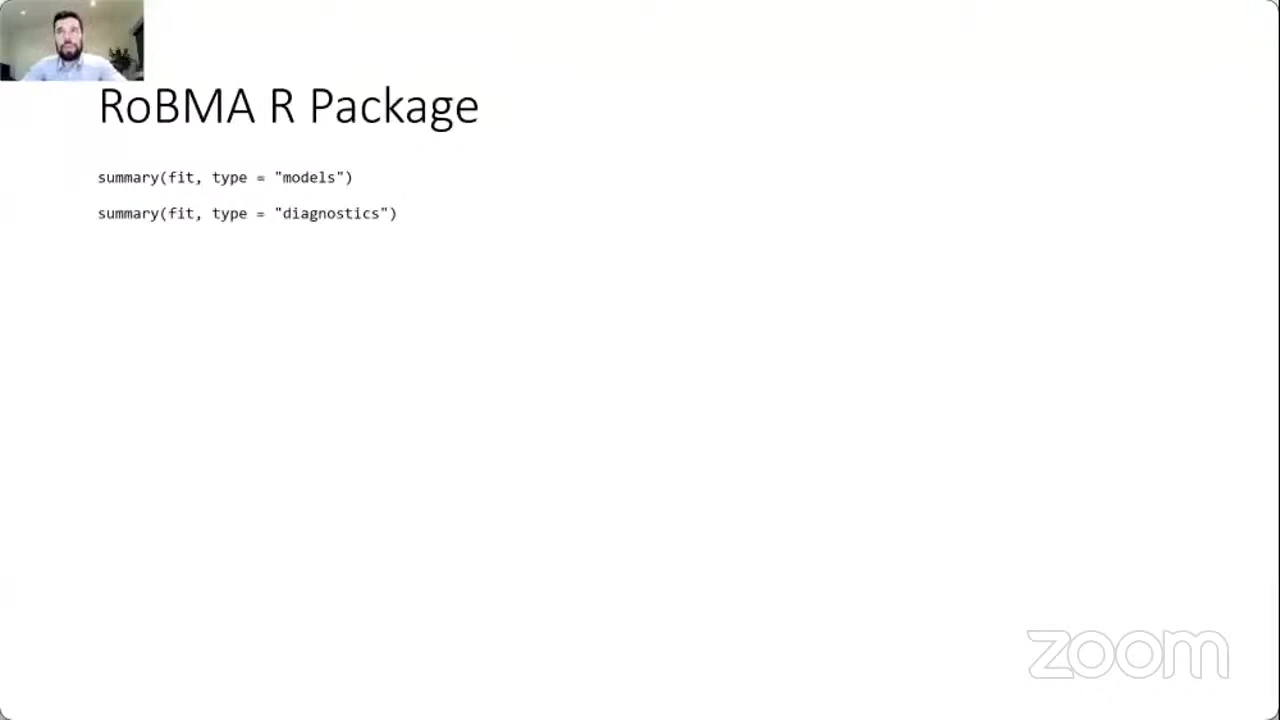 RoBMA R Package
summary(fit, type = "models")
summary(fit, type = "diagnostics")
zoom